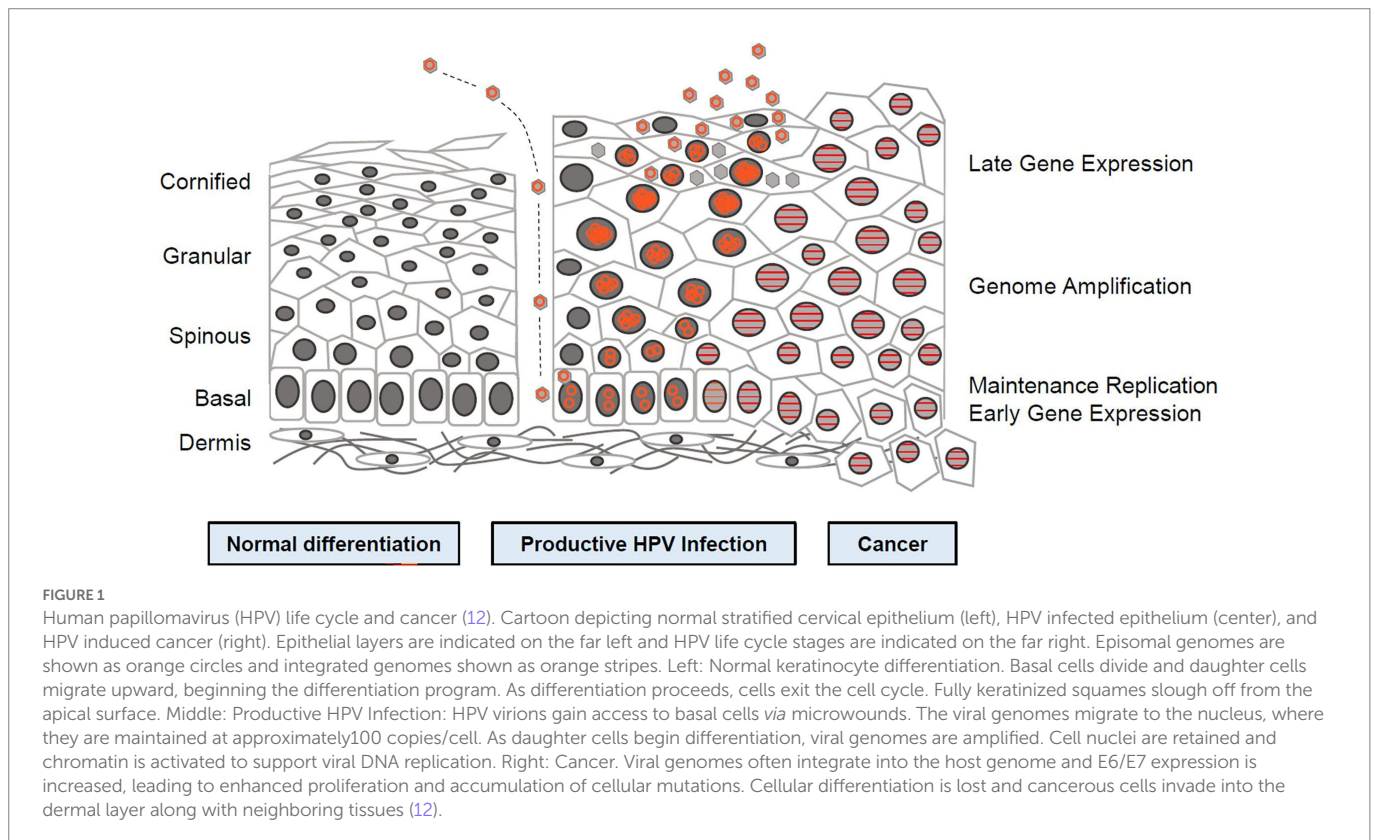 Cornified
Granular
Spinous
Basal
Dermis
Late Gene Expression
Genome Amplification
Maintenance Replication
Early Gene Expression
Normal differentiation
Productive HPV Infection
Cancer
FIGURE 1
Human papillomavirus (HPV) life cycle and cancer (12). Cartoon depicting normal stratified cervical epithelium (left), HPV infected epithelium (center), and
HPV induced cancer (right). Epithelial layers are indicated on the far left and HPV life cycle stages are indicated on the far right. Episomal genomes are
shown as orange circles and integrated genomes shown as orange stripes. Left: Normal keratinocyte differentiation. Basal cells divide and daughter cells
migrate upward, beginning the differentiation program. As differentiation proceeds, cells exit the cell cycle. Fully keratinized squames slough off from the
apical surface. Middle: Productive HPV Infection: HPV virions gain access to basal cells via microwounds. The viral genomes migrate to the nucleus, where
they are maintained at approximately100 copies/cell. As daughter cells begin differentiation, viral genomes are amplified. Cell nuclei are retained and
chromatin is activated to support viral DNA replication. Right: Cancer. Viral genomes often integrate into the host genome and E6/E7 expression is
increased, leading to enhanced proliferation and accumulation of cellular mutations. Cellular differentiation is lost and cancerous cells invade into the
dermal layer along with neighboring tissues (12).